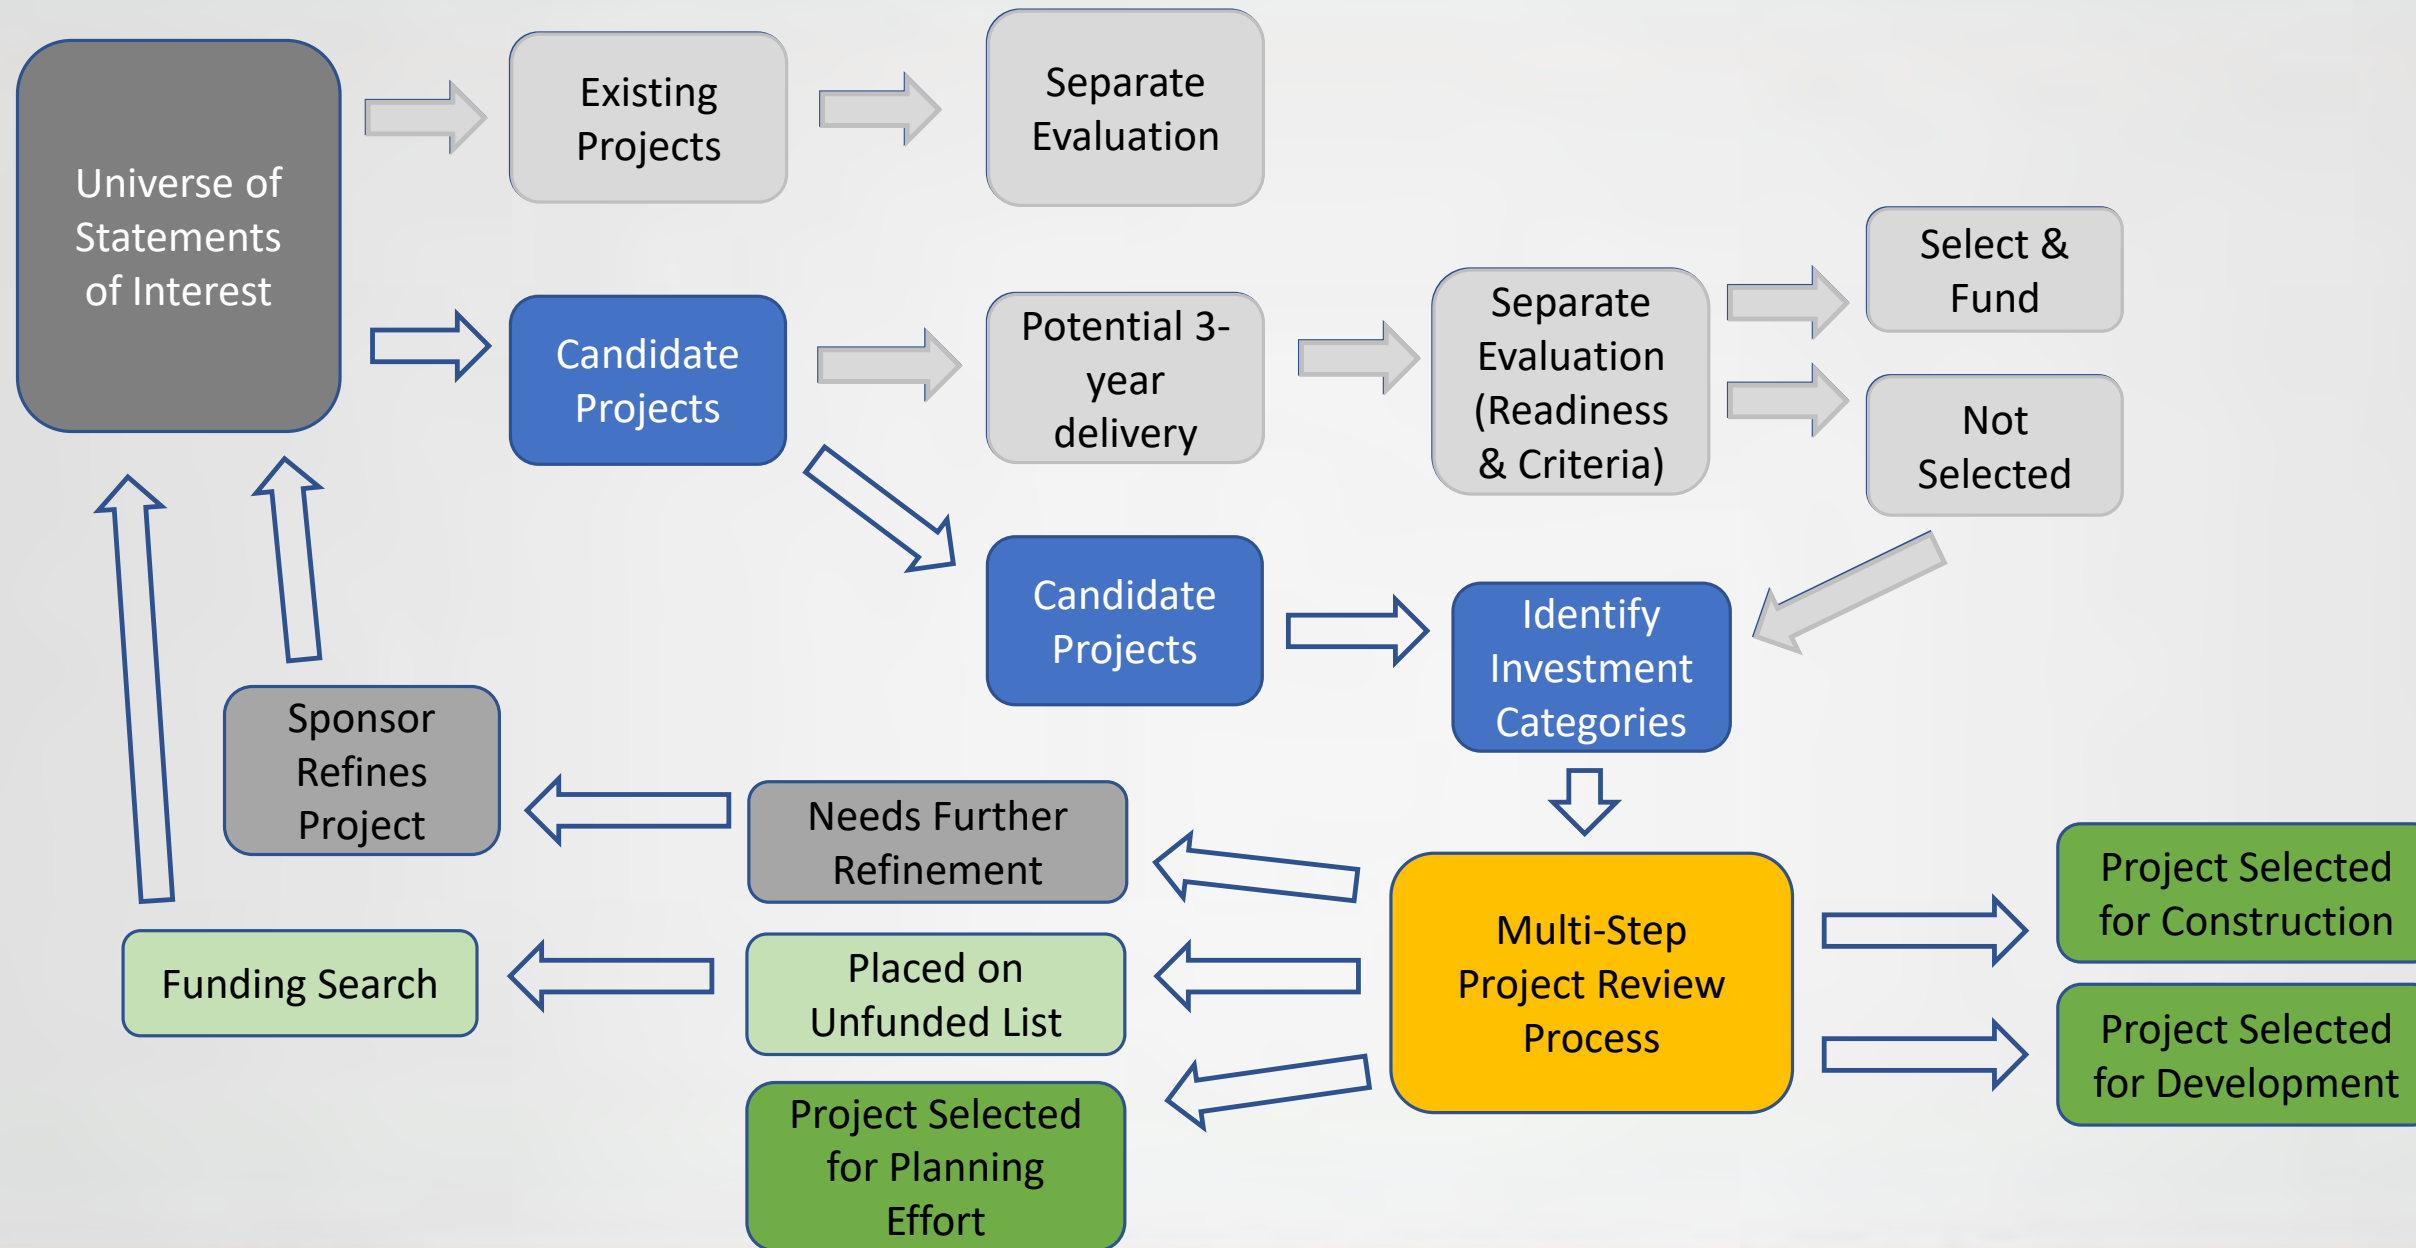 Universe of
Statements
of Interest
Existing
Projects
Separate
Evaluation
Candidate
Projects
Potential 3-
year
delivery
Separate
Evaluation
(Readiness
& Criteria)
Select &
Fund
Not
Selected
Candidate
Projects
Identify
Investment
Categories
Sponsor
Refines
Project
Needs Further
Refinement
Multi-Step
Project Review
Process
Project Selected
for Construction
Funding Search
Placed on
Unfunded List
Project Selected
for Development
Project Selected
for Planning
Effort